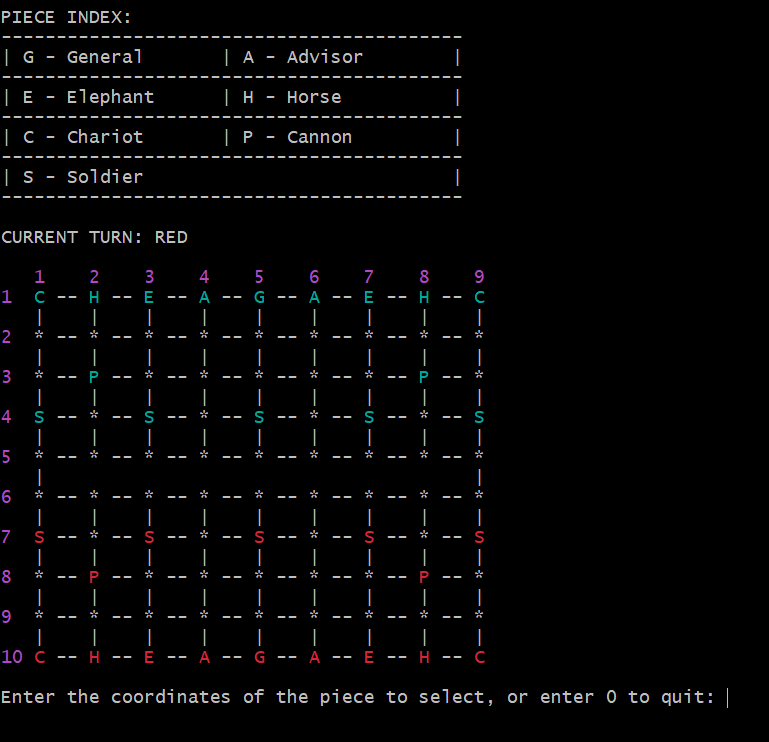 PIECE INDEX:
------------------------------------------
| G - General       | A - Advisor        |
------------------------------------------
| E - Elephant      | H - Horse          |
------------------------------------------
| C - Chariot       | P - Cannon         |
------------------------------------------
| S - Soldier                            |
------------------------------------------
CURRENT TURN: RED
   1    2    3    4    5    6    7    8    9
1  C -- H -- E -- A -- G -- A -- E -- H -- C
   |    |    |    |    |    |    |    |    |
2  * -- * -- * -- * -- * -- * -- * -- * -- *
   |    |    |    |    |    |    |    |    |
3  * -- P -- * -- * -- * -- * -- * -- P -- *
   |    |    |    |    |    |    |    |    |
4  S -- * -- S -- * -- S -- * -- S -- * -- S
   |    |    |    |    |    |    |    |    |
5  * -- * -- * -- * -- * -- * -- * -- * -- *
   |                                       |
6  * -- * -- * -- * -- * -- * -- * -- * -- *
   |    |    |    |    |    |    |    |    |
7  S -- * -- S -- * -- S -- * -- S -- * -- S
   |    |    |    |    |    |    |    |    |
8  * -- P -- * -- * -- * -- * -- * -- P -- *
   |    |    |    |    |    |    |    |    |
9  * -- * -- * -- * -- * -- * -- * -- * -- *
   |    |    |    |    |    |    |    |    |
10 C -- H -- E -- A -- G -- A -- E -- H -- C
Enter the coordinates of the piece to select, or enter 0 to quit: